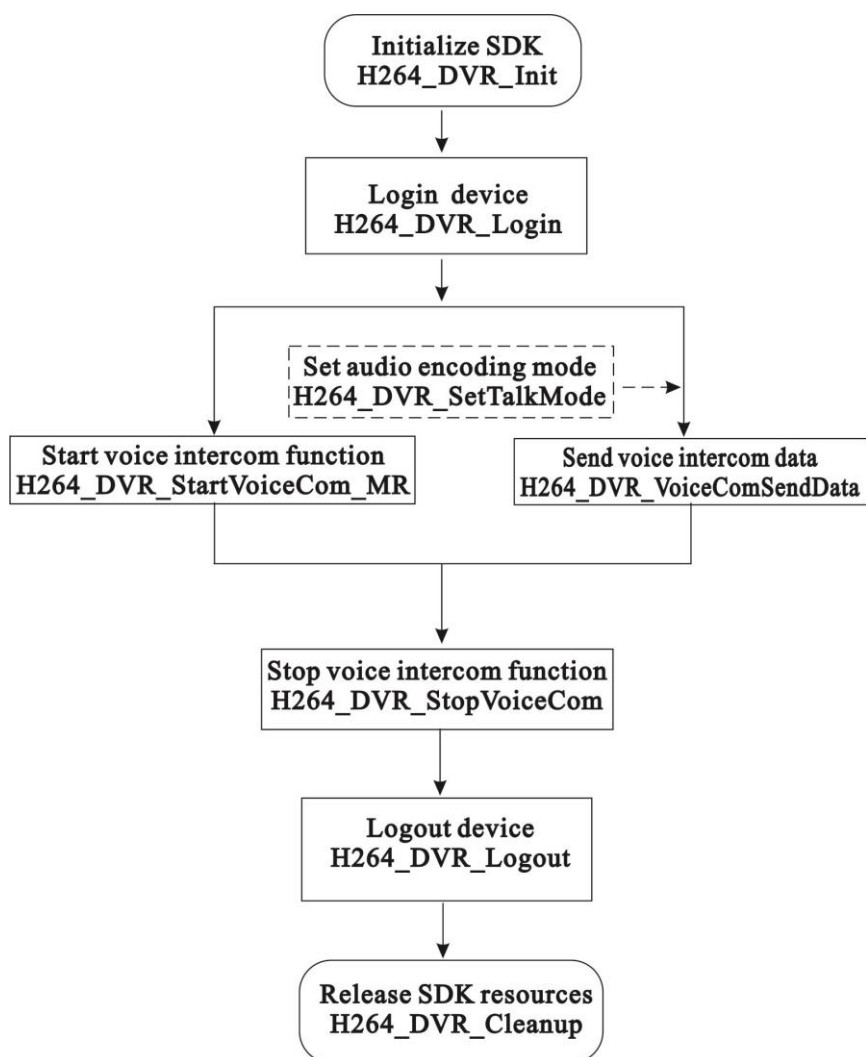 Initialize SDK
H264_DVR_Init
Login device
H264_DVR_Login
Set audio encoding mode
H264_DVR_SetTalkMode
Start voice intercom function
H264_DVR_StartVoiceCom_MR
Send voice intercom data
H264_DVR_VoiceComSendData
Stop voice intercom function
H264_DVR_StopVoiceCom
Logout device
H264_DVR_Logout
Release SDK resources
H264_DVR_Cleanup